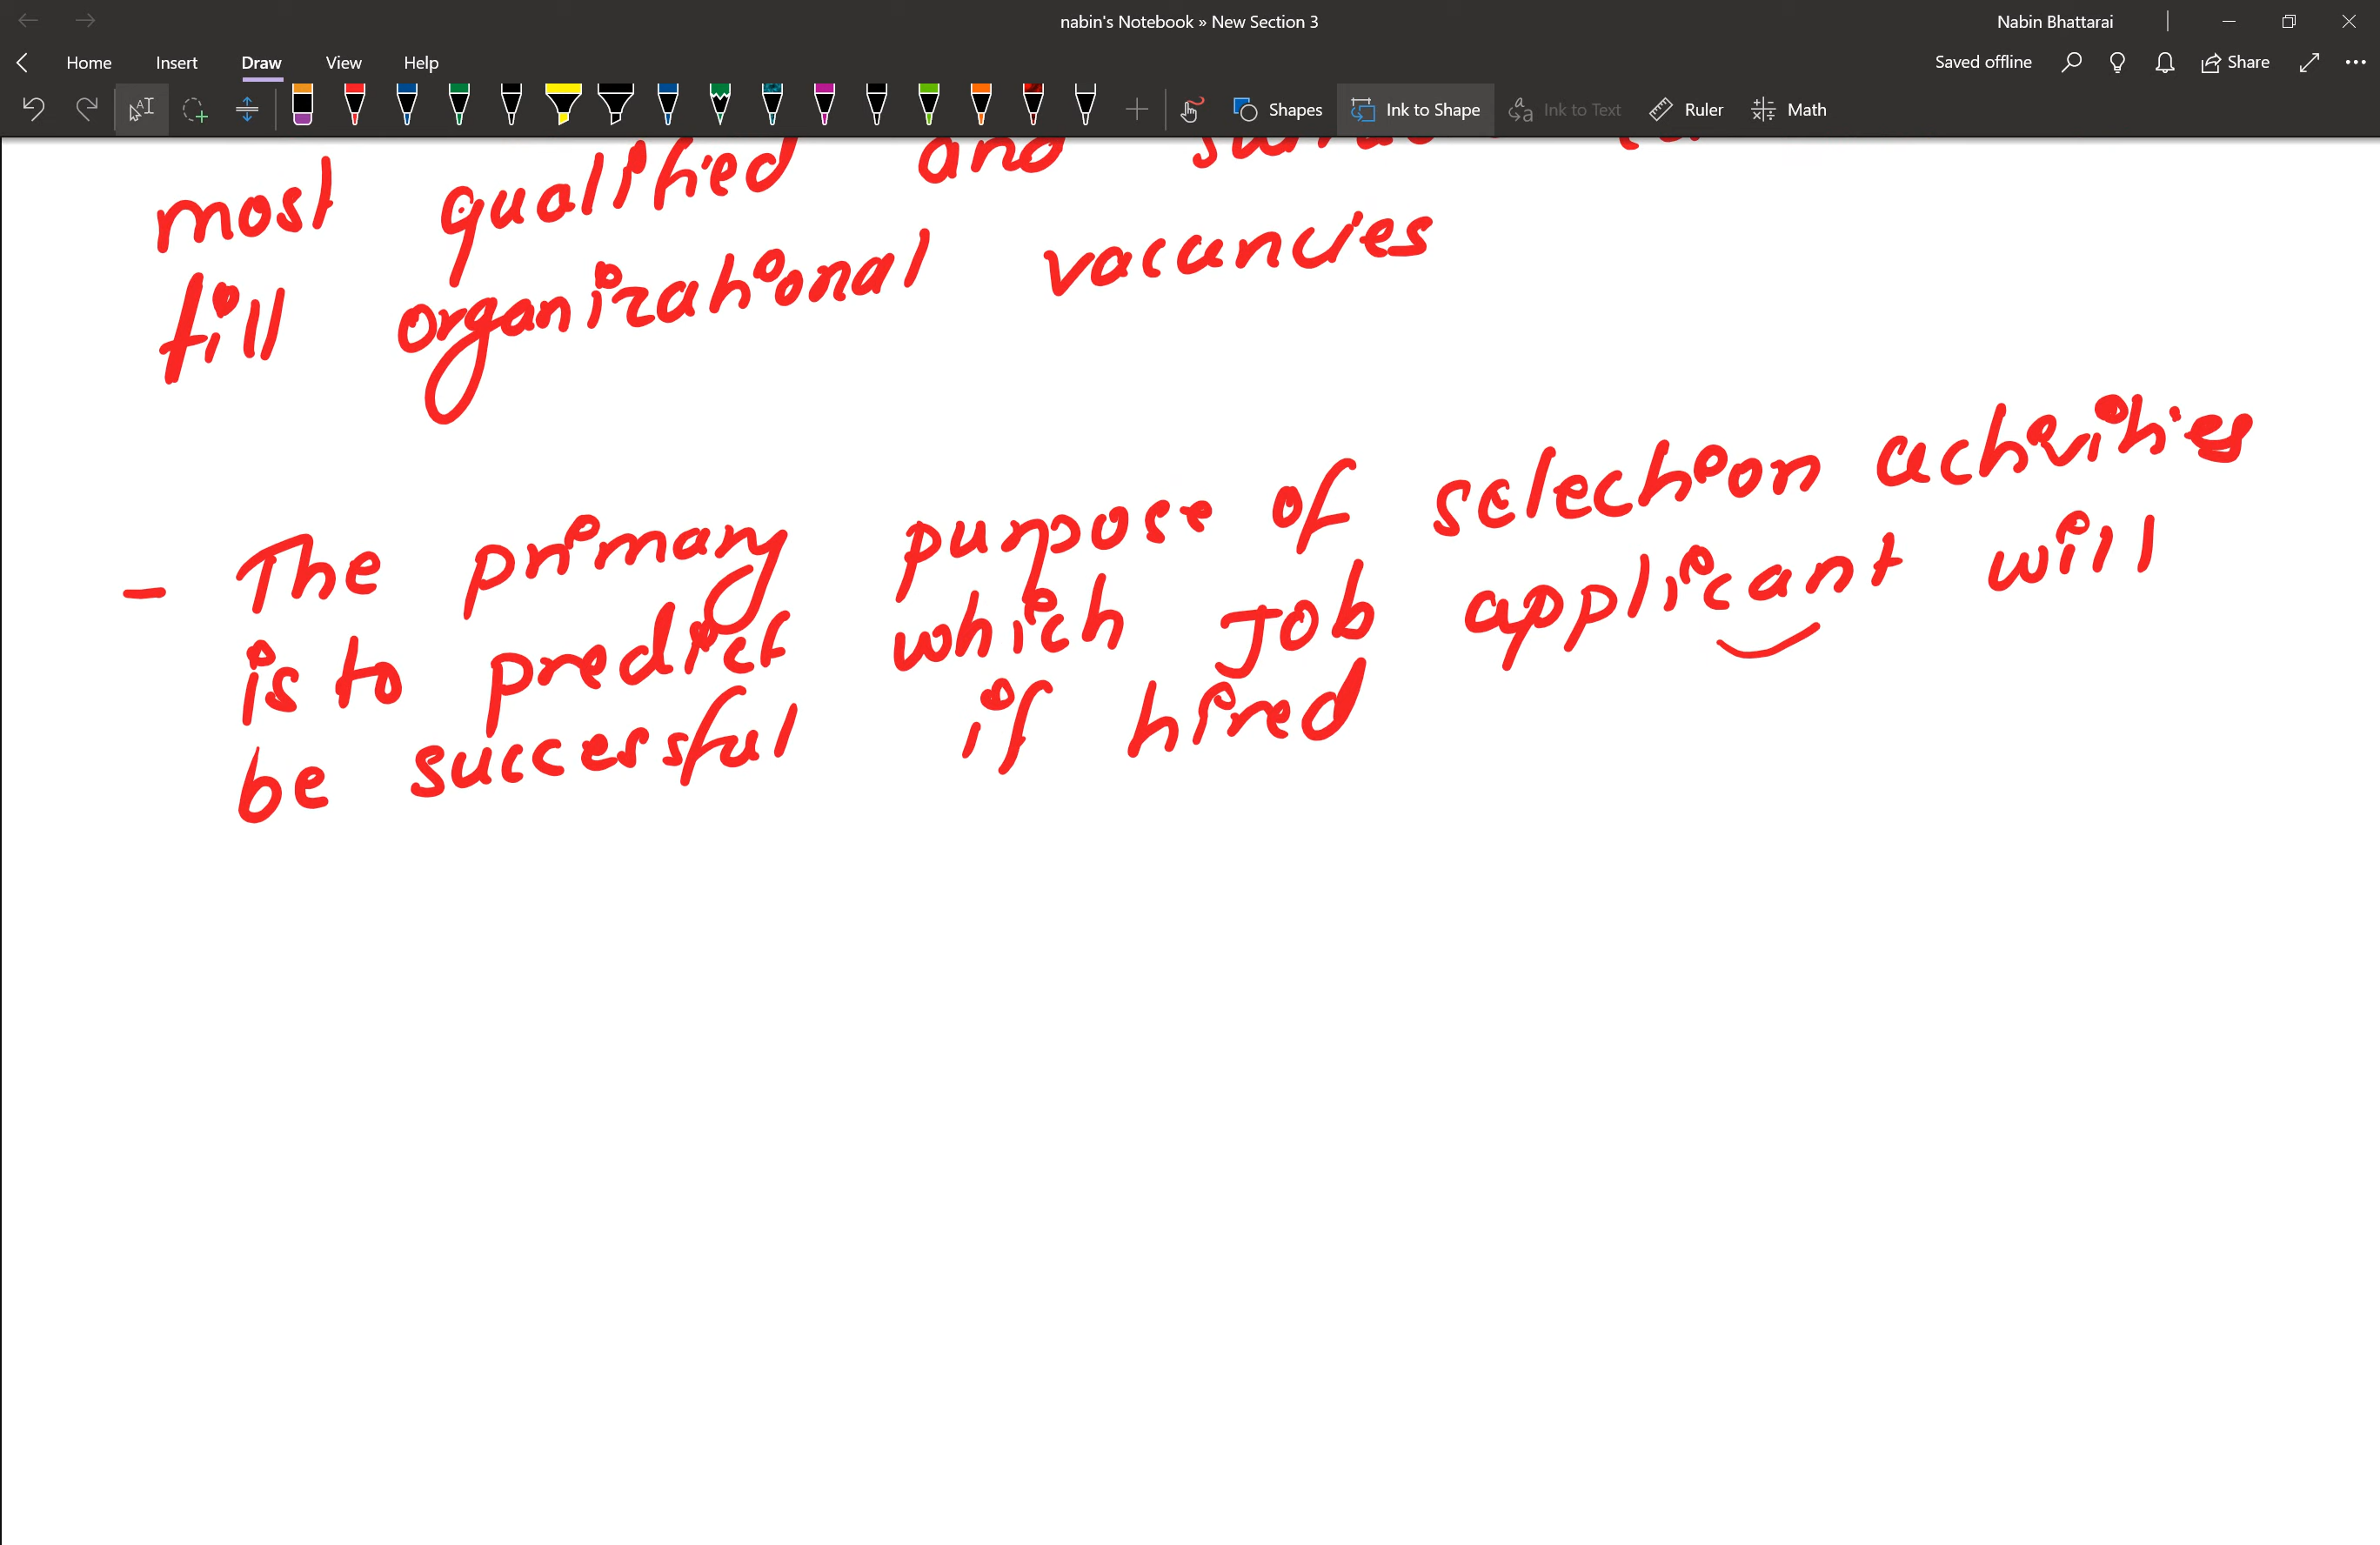 nabin's Notebook » New Section 3
Nabin Bhattarai
Home Insert Draw View Help
Saved offline
Share
Shapes Ink to Shape Ink to Text Ruler Math
most qualified and
fill organizational vacancies
- The primary purpose of selection activities
is to predict which Job applicant will
be successful if hired